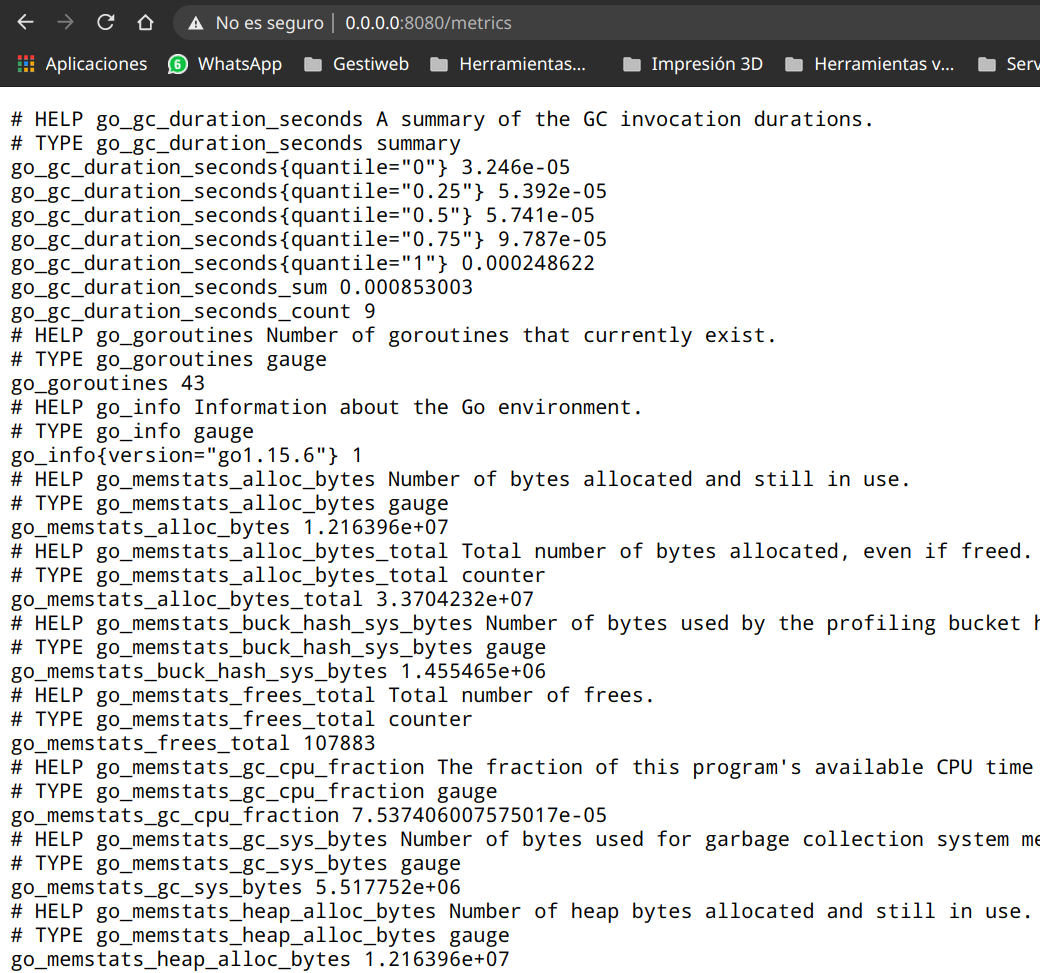 No es seguro | 0.0.0.0:8080/metrics
Aplicaciones 6 WhatsApp Gestiweb Herramientas... Impresión 3D Herramientas v... Serv
# HELP go_gc_duration_seconds A summary of the GC invocation durations.
# TYPE go_gc_duration_seconds summary
go_gc_duration_seconds{quantile="0"} 3.246e-05
go_gc_duration_seconds{quantile="0.25"} 5.392e-05
go_gc_duration_seconds{quantile="0.5"} 5.741e-05
go_gc_duration_seconds{quantile="0.75"} 9.787e-05
go_gc_duration_seconds{quantile="1"} 0.000248622
go_gc_duration_seconds_sum 0.000853003
go_gc_duration_seconds_count 9
# HELP go_goroutines Number of goroutines that currently exist.
# TYPE go_goroutines gauge
go_goroutines 43
# HELP go_info Information about the Go environment.
# TYPE go_info gauge
go_info{version="go1.15.6"} 1
# HELP go_memstats_alloc_bytes Number of bytes allocated and still in use.
# TYPE go_memstats_alloc_bytes gauge
go_memstats_alloc_bytes 1.216396e+07
# HELP go_memstats_alloc_bytes_total Total number of bytes allocated, even if freed.
# TYPE go_memstats_alloc_bytes_total counter
go_memstats_alloc_bytes_total 3.3704232e+07
# HELP go_memstats_buck_hash_sys_bytes Number of bytes used by the profiling bucket h
# TYPE go_memstats_buck_hash_sys_bytes gauge
go_memstats_buck_hash_sys_bytes 1.455465e+06
# HELP go_memstats_frees_total Total number of frees.
# TYPE go_memstats_frees_total counter
go_memstats_frees_total 107883
# HELP go_memstats_gc_cpu_fraction The fraction of this program's available CPU time
# TYPE go_memstats_gc_cpu_fraction gauge
go_memstats_gc_cpu_fraction 7.537406007575017e-05
# HELP go_memstats_gc_sys_bytes Number of bytes used for garbage collection system me
# TYPE go_memstats_gc_sys_bytes gauge
go_memstats_gc_sys_bytes 5.517752e+06
# HELP go_memstats_heap_alloc_bytes Number of heap bytes allocated and still in use.
# TYPE go_memstats_heap_alloc_bytes gauge
go_memstats_heap_alloc_bytes 1.216396e+07